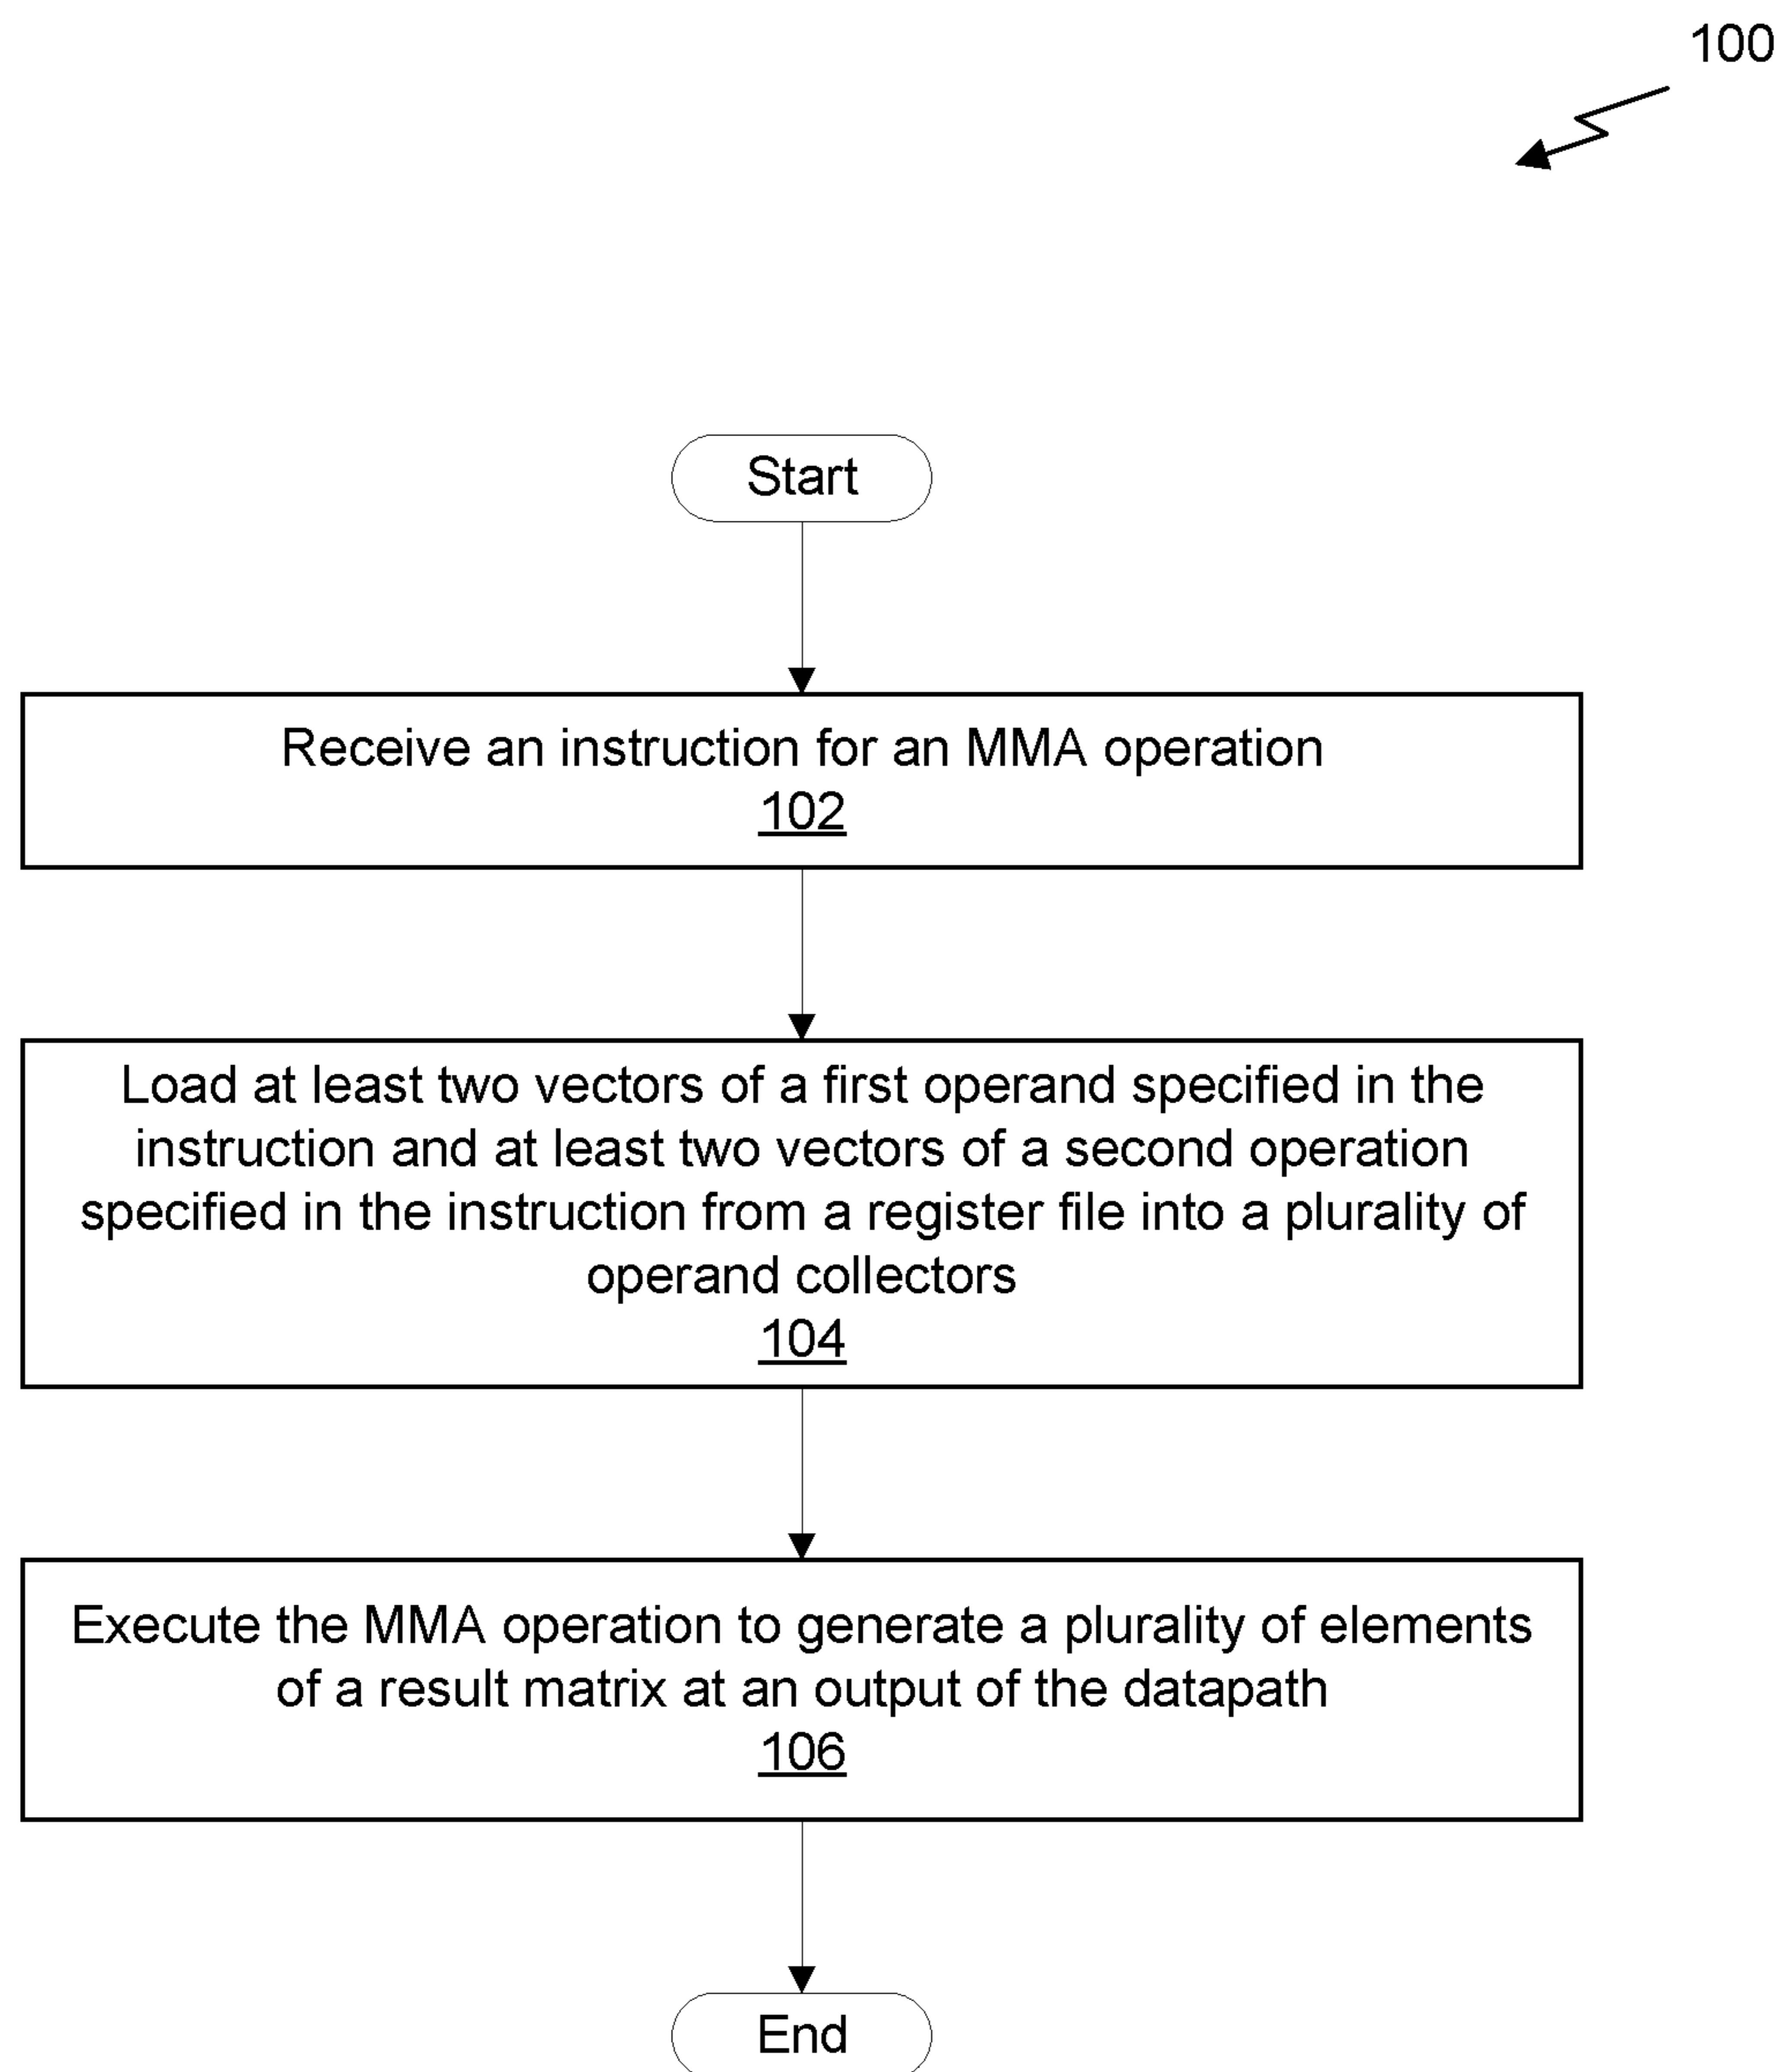 100
Start
Receive an instruction for an MMA operation
102
Load at least two vectors of a first operand specified in the
instruction and at least two vectors of a second operation
specified in the instruction from a register file into a plurality of
operand collectors
104
Execute the MMA operation to generate a plurality of elements
of a result matrix at an output of the datapath
106
End